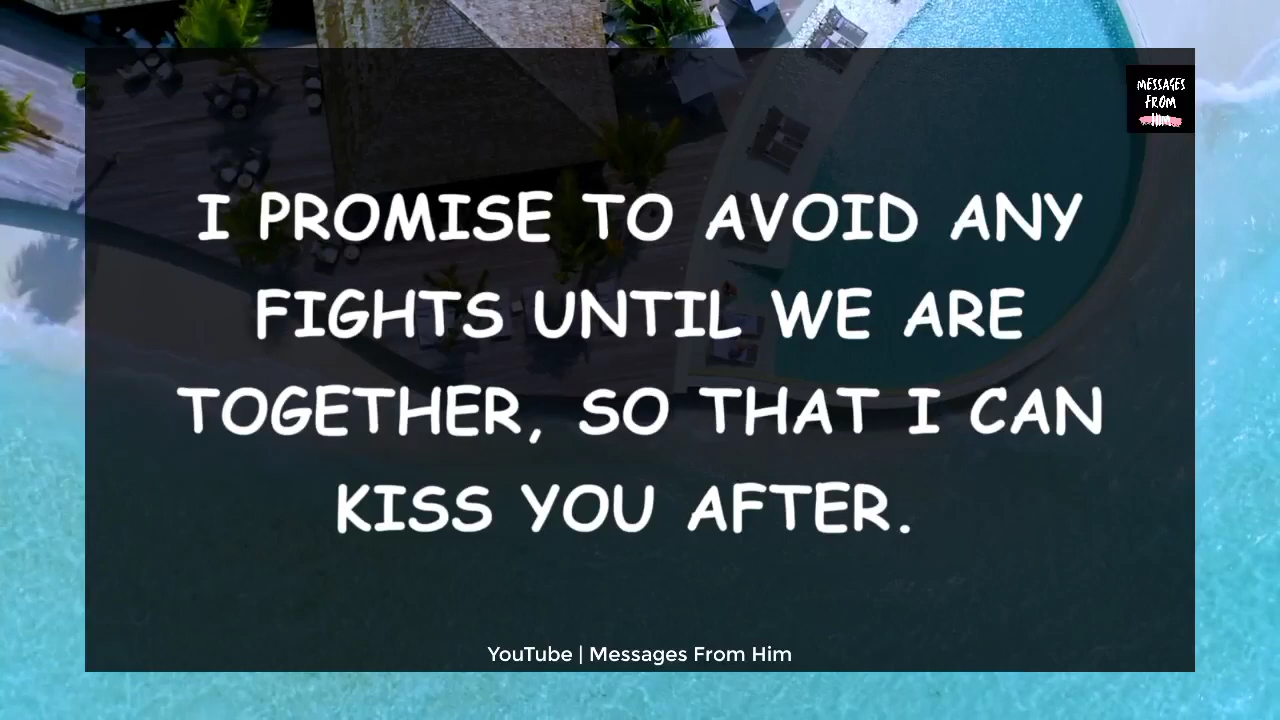 MESSAGES
FROM
HIM
I PROMISE TO AVOID ANY
FIGHTS UNTIL WE ARE
TOGETHER, SO THAT I CAN
KISS YOU AFTER.
YouTube | Messages From Him